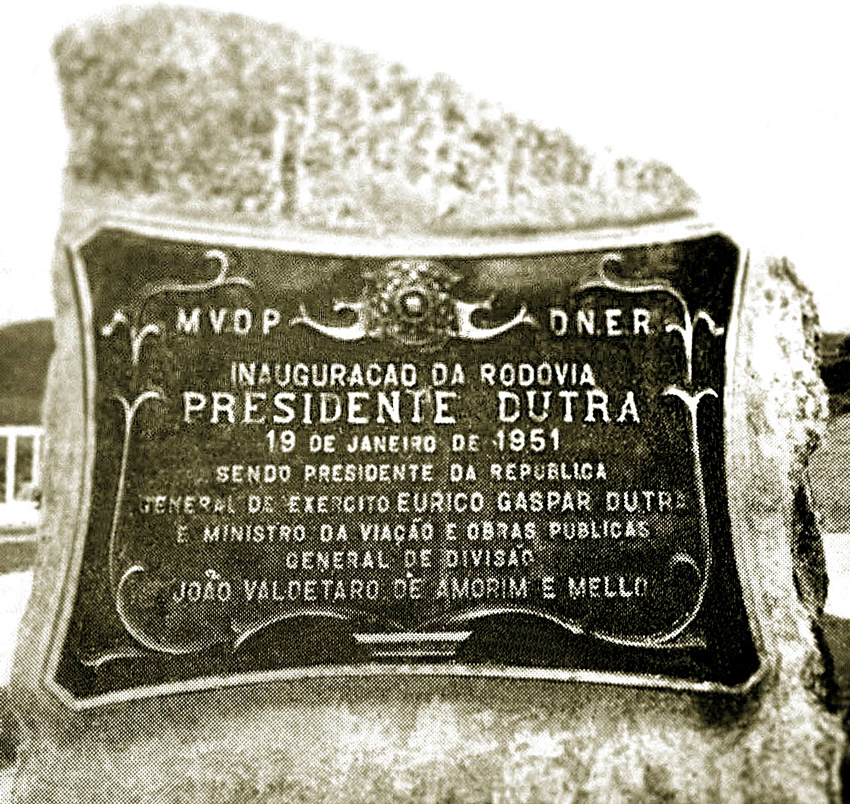 MVOP DNER
INAUGURAÇÃO DA RODOVIA
PRESIDENTE DUTRA
19 DE JANEIRO DE 1951
SENDO PRESIDENTE DA REPUBLICA
GENERAL DE EXERCITO EURICO GASPAR DUTRA
E MINISTRO DA VIAÇÃO E OBRAS PUBLICAS
GENERAL DE DIVISÃO
JOÃO VALDETARO DE AMORIM E MELLO